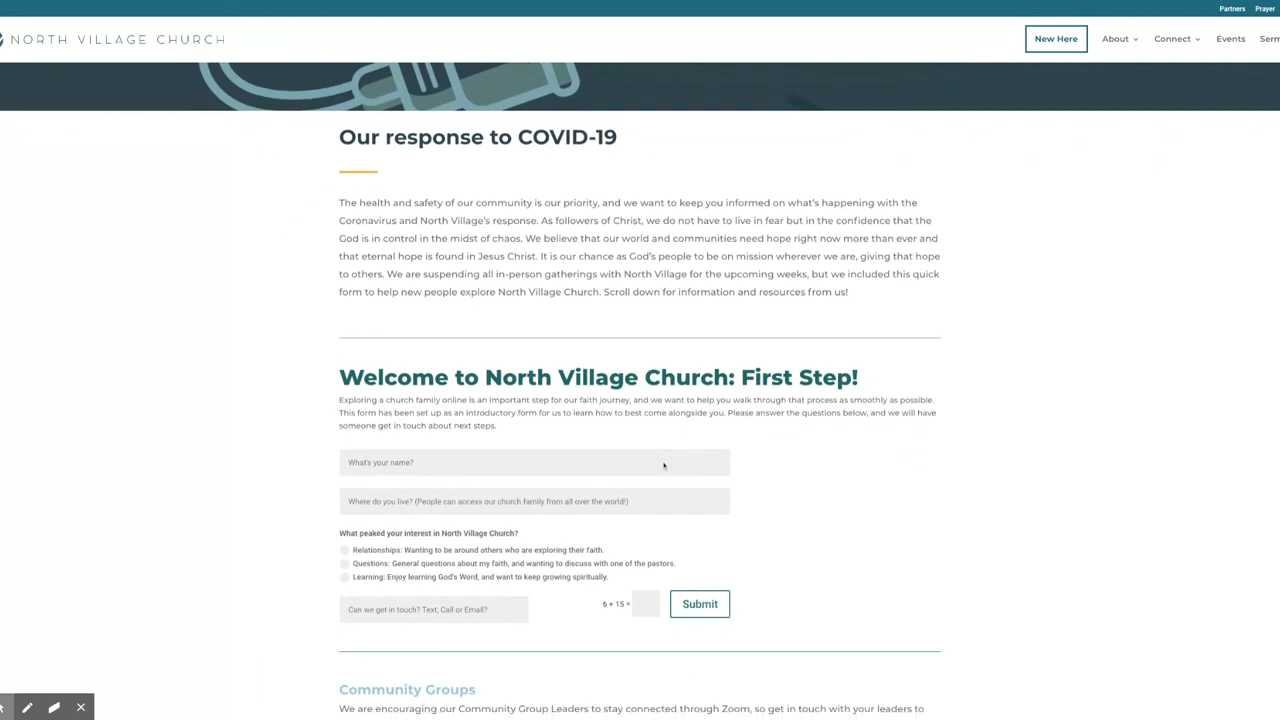 Partners Prayer
NORTH VILLAGE CHURCH
New Here About Connect Events
Our response to COVID-19
The health and safety of our community is our priority, and we want to keep you informed on what's happening with the
Coronavirus and North Village's response. As followers of Christ, we do not have to live in fear but in the confidence that the
God is in control in the midst of chaos. We believe that our world and communities need hope right now more than ever and
that eternal hope is found in Jesus Christ. It is our chance as God's people to be on mission wherever we are, giving that hope
to others. We are suspending all in-person gatherings with North Village for the upcoming weeks, but we included this quick
form to help new people explore North Village Church. Scroll down for information and resources from us!
Welcome to North Village Church: First Step!
Exploring a church family online is an important step for our faith journey, and we want to help you walk through that process as smoothly as possible.
This form has been set up as an introductory form for us to learn how to best come alongside you. Please answer the questions below, and we will have
someone get in touch about next steps.
What's your name?
Where do you live? (People can access our church family from all over the world!)
What peaked your interest in North Village Church?
Relationships: Wanting to be around others who are exploring their faith.
Questions: General questions about my faith, and wanting to discuss with one of the pastors.
Learning: Enjoy learning God's Word, and want to keep growing spiritually.
Can we get in touch? Text, Call or Email? 6 + 15 = Submit
Community Groups
We are encouraging our Community Group Leaders to stay connected through Zoom, so get in touch with your leaders to